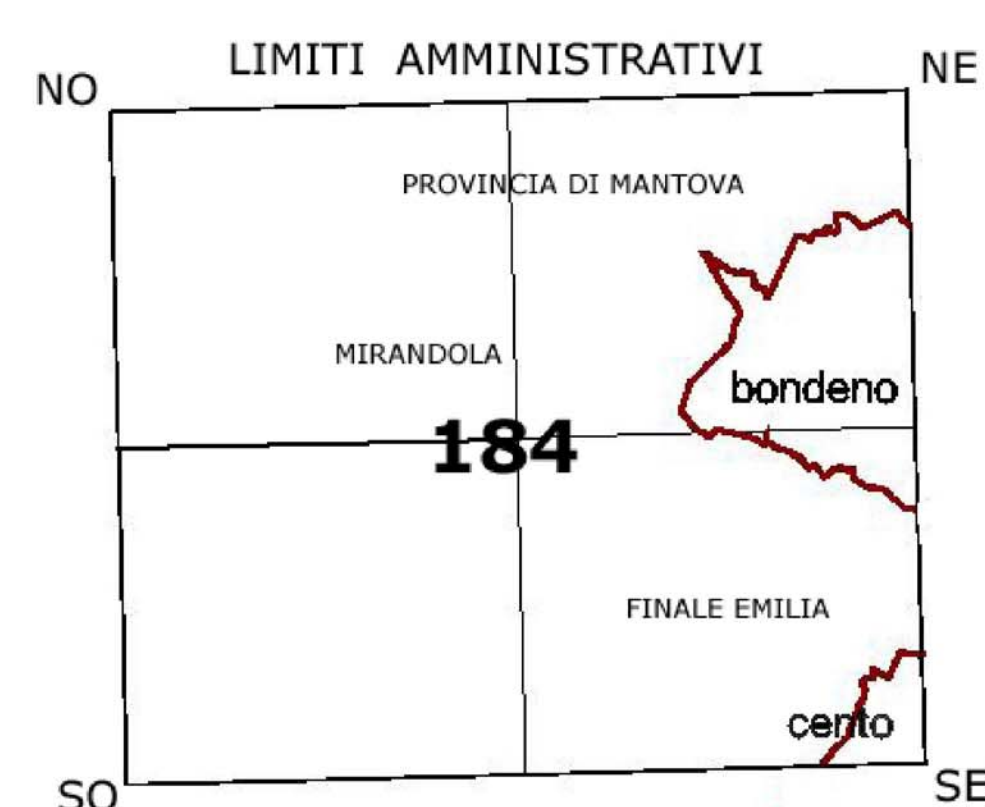 LIMITI AMMINISTRATIVI
NO
NE
PROVINCIA DI MANTOVA
MIRANDOLA
bondeno
184
FINALE EMILIA
cento
SO
SE